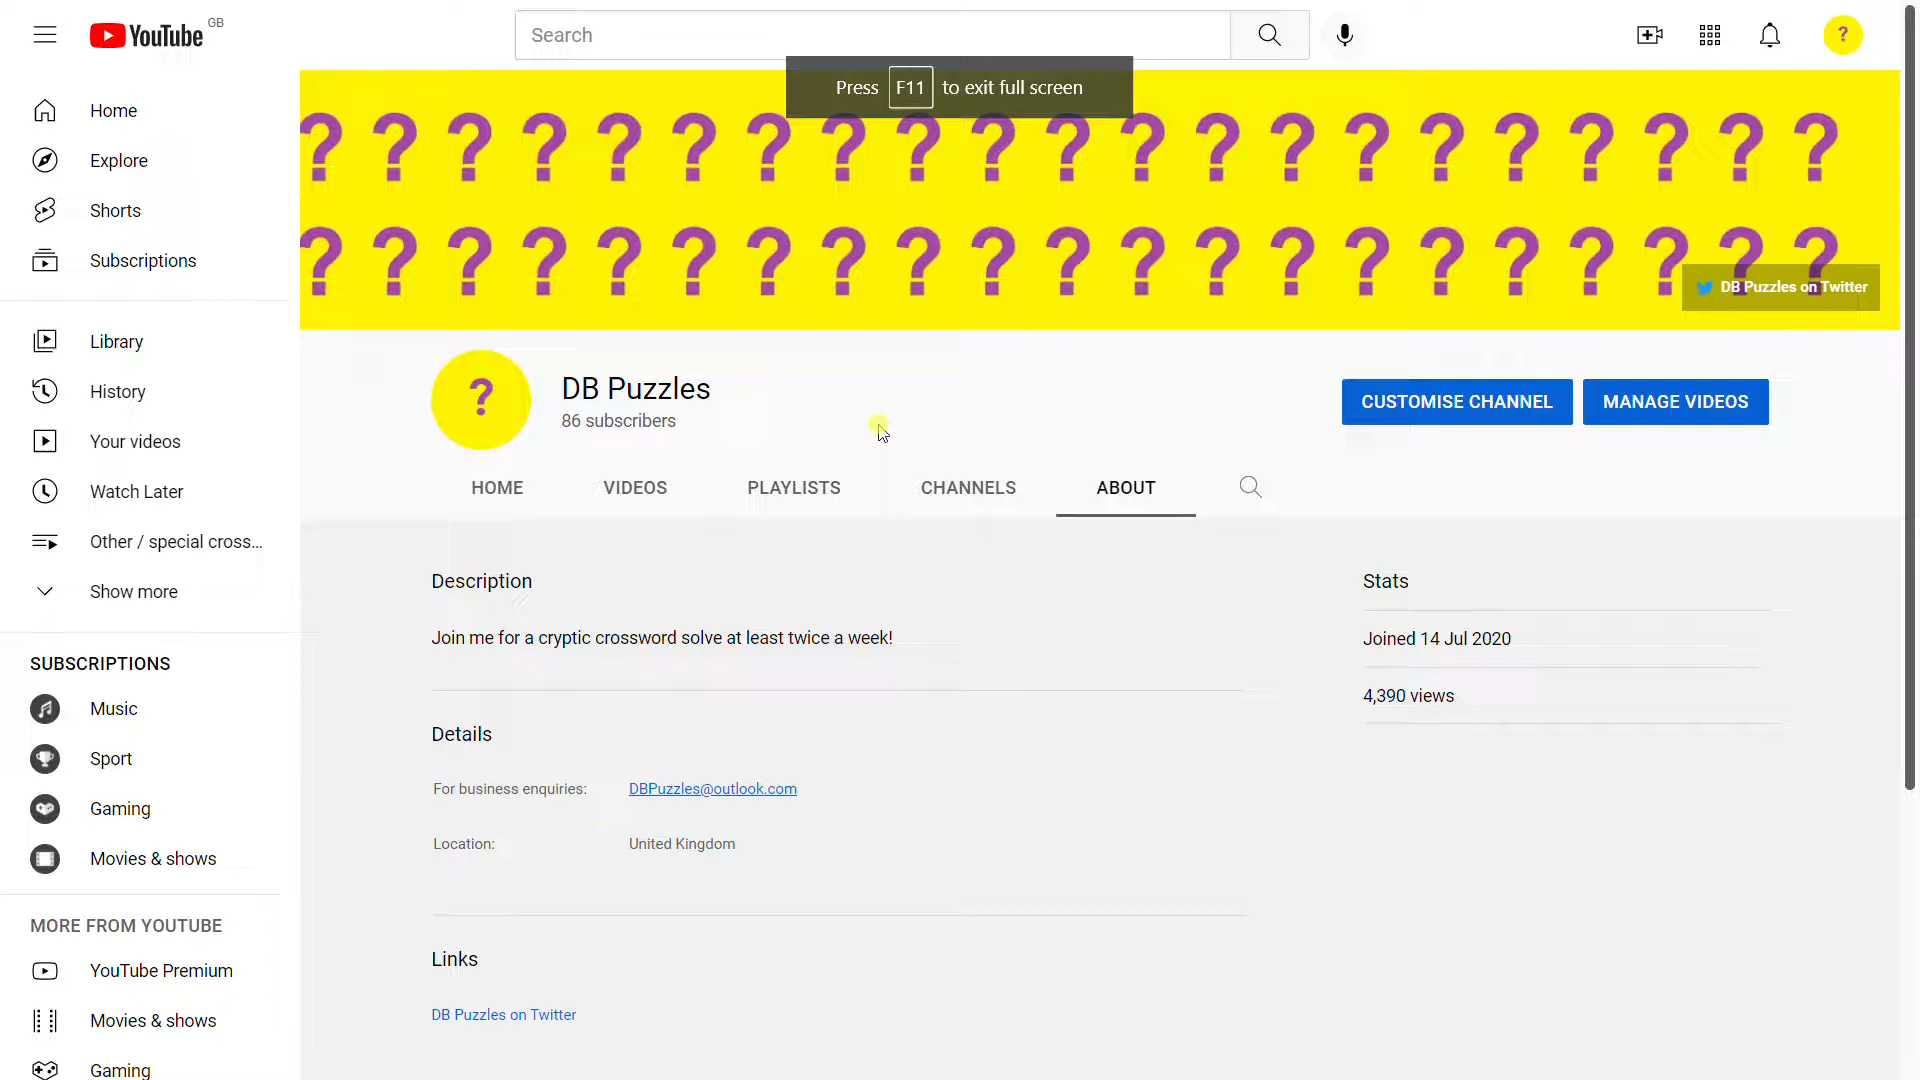 YouTube GB
Search
Press F11 to exit full screen
Home
Explore
Shorts
Subscriptions
Library
History
Your videos
Watch Later
Other / special cross...
Show more
SUBSCRIPTIONS
Music
Sport
Gaming
Movies & shows
MORE FROM YOUTUBE
YouTube Premium
Movies & shows
Gaming
? ? ? ? ? ? ? ? ? ? ? ? ? ? ? ? ? ? ? ? ?
? ? ? ? ? ? ? ? ? ? ? ? ? ? ? ? ? ? ? ? ?
DB Puzzles on Twitter
?
?
DB Puzzles
86 subscribers
CUSTOMISE CHANNEL
MANAGE VIDEOS
HOME VIDEOS PLAYLISTS CHANNELS ABOUT
Description
Join me for a cryptic crossword solve at least twice a week!
Details
For business enquiries: DBPuzzles@outlook.com
Location: United Kingdom
Links
DB Puzzles on Twitter
Stats
Joined 14 Jul 2020
4,390 views